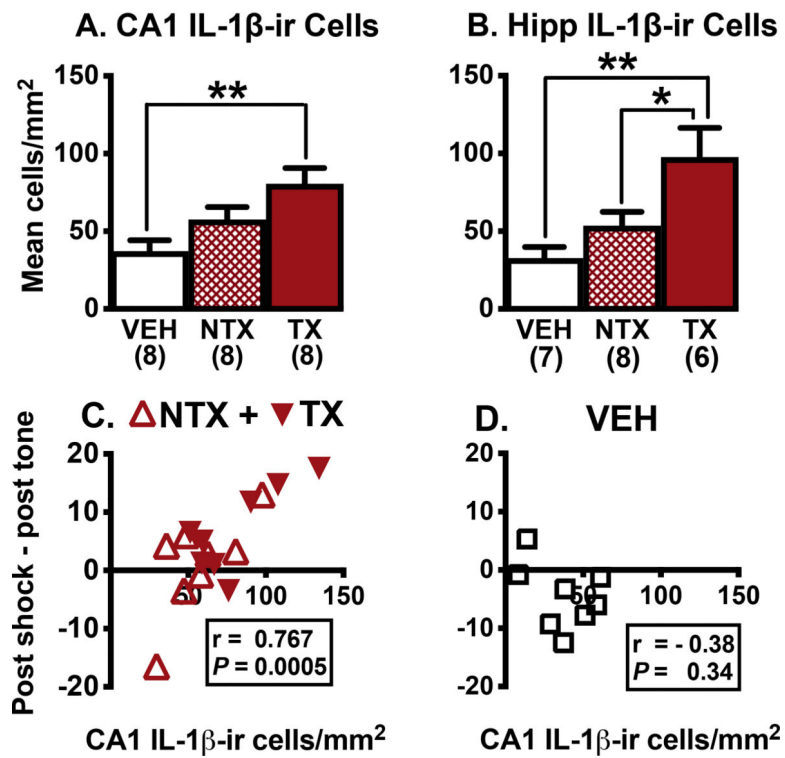 A. CA1 IL-1β-ir Cells
**
Mean cells/mm2
150
100
50
0
VEH NTX TX
(8) (8) (8)
B. Hipp IL-1β-ir Cells
**
*
150
100
50
0
VEH NTX TX
(7) (8) (6)
C. NTX + TX
Post shock - post tone
20
10
0
-10
-20
50 100 150
r = 0.767
P = 0.0005
CA1 IL-1β-ir cells/mm2
D. VEH
20
10
0
-10
-20
50 100 150
r = - 0.38
P = 0.34
CA1 IL-1β-ir cells/mm2